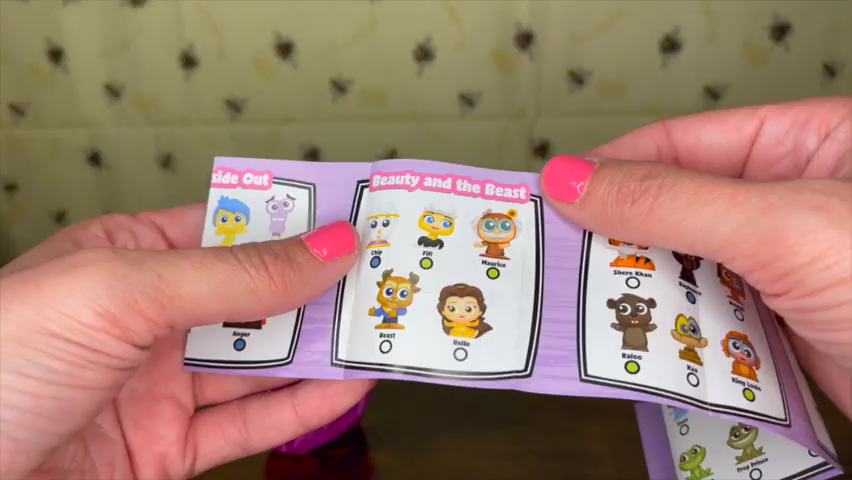 side Out
Anger
Beauty and the Beast
Chip
Fifi
Maurice
Beast
Belle
Shere Khan
Baloo
Kaa
King Louie
Frog Prince